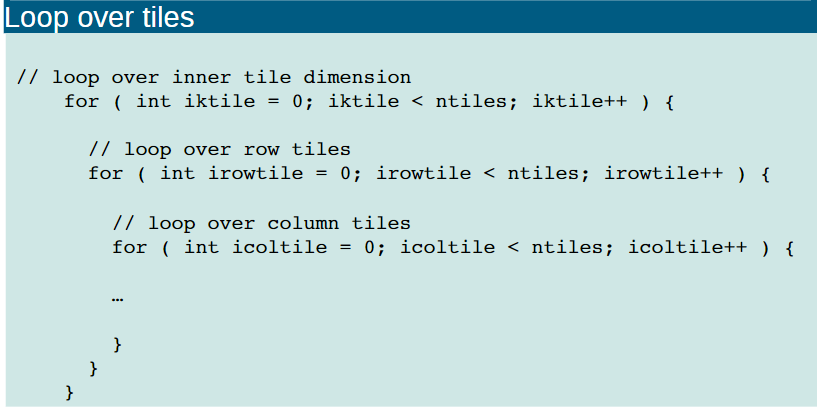 Loop over tiles
// loop over inner tile dimension
for ( int iktile = 0; iktile < ntiles; iktile++ ) {
// loop over row tiles
for ( int irowtile = 0; irowtile < ntiles; irowtile++ ) {
// loop over column tiles
for ( int icoltile = 0; icoltile < ntiles; icoltile++ ) {
…
}
}
}